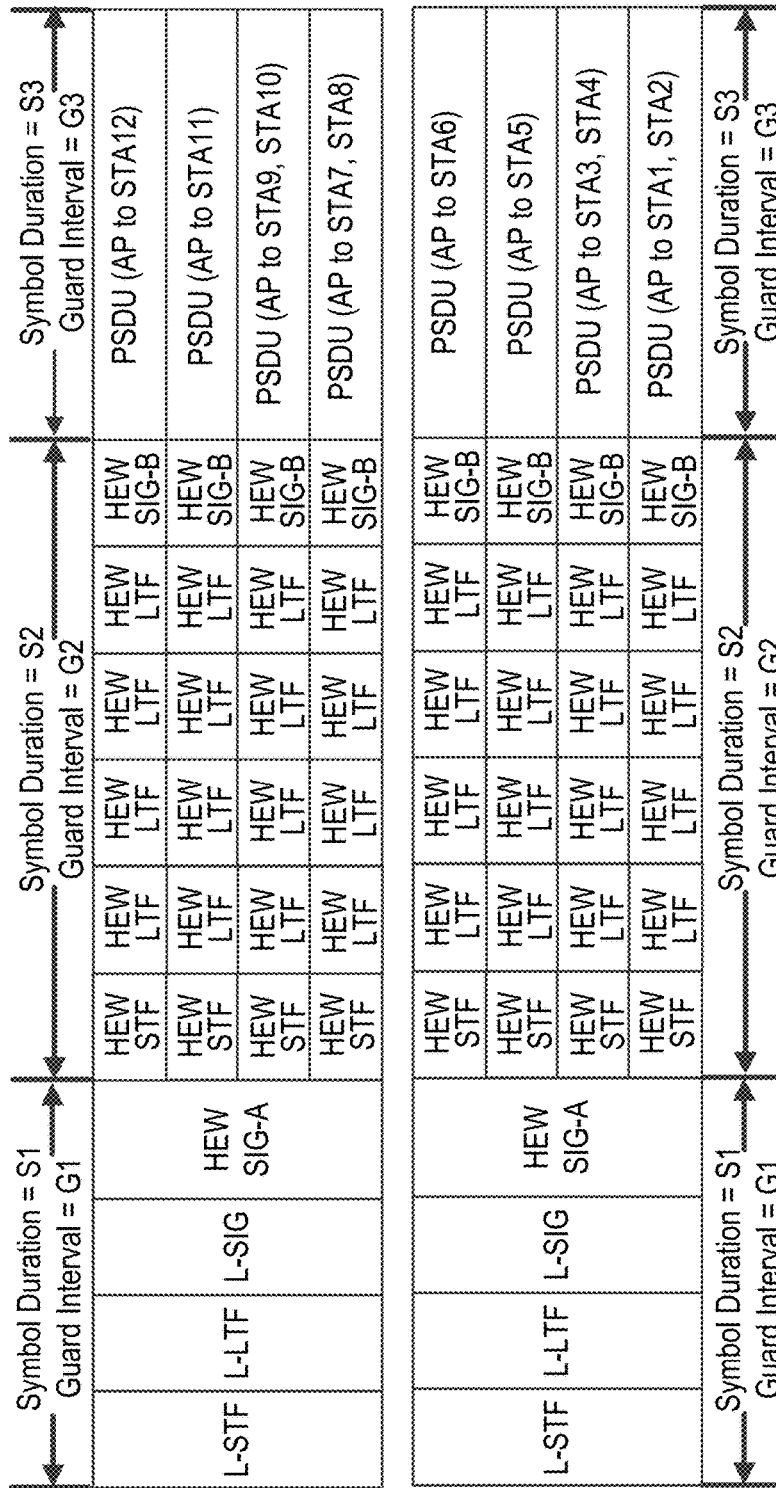 Symbol Duration = S1
Guard Interval = G1
Symbol Duration = S2
Guard Interval = G2
Symbol Duration = S3
Guard Interval = G3
L-STF
L-LTF
L-SIG
HEW
SIG-A
HEW
STF
HEW
LTF
HEW
LTF
HEW
LTF
HEW
LTF
HEW
SIG-B
PSDU (AP to STA12)
HEW
STF
HEW
LTF
HEW
LTF
HEW
LTF
HEW
LTF
HEW
SIG-B
PSDU (AP to STA11)
HEW
STF
HEW
LTF
HEW
LTF
HEW
LTF
HEW
LTF
HEW
SIG-B
PSDU (AP to STA9, STA10)
HEW
STF
HEW
LTF
HEW
LTF
HEW
LTF
HEW
LTF
HEW
SIG-B
PSDU (AP to STA7, STA8)
L-STF
L-LTF
L-SIG
HEW
SIG-A
HEW
STF
HEW
LTF
HEW
LTF
HEW
LTF
HEW
LTF
HEW
SIG-B
PSDU (AP to STA6)
HEW
STF
HEW
LTF
HEW
LTF
HEW
LTF
HEW
LTF
HEW
SIG-B
PSDU (AP to STA5)
HEW
STF
HEW
LTF
HEW
LTF
HEW
LTF
HEW
LTF
HEW
SIG-B
PSDU (AP to STA3, STA4)
HEW
STF
HEW
LTF
HEW
LTF
HEW
LTF
HEW
LTF
HEW
SIG-B
PSDU (AP to STA1, STA2)
Symbol Duration = S1
Guard Interval = G1
Symbol Duration = S2
Guard Interval = G2
Symbol Duration = S3
Guard Interval = G3